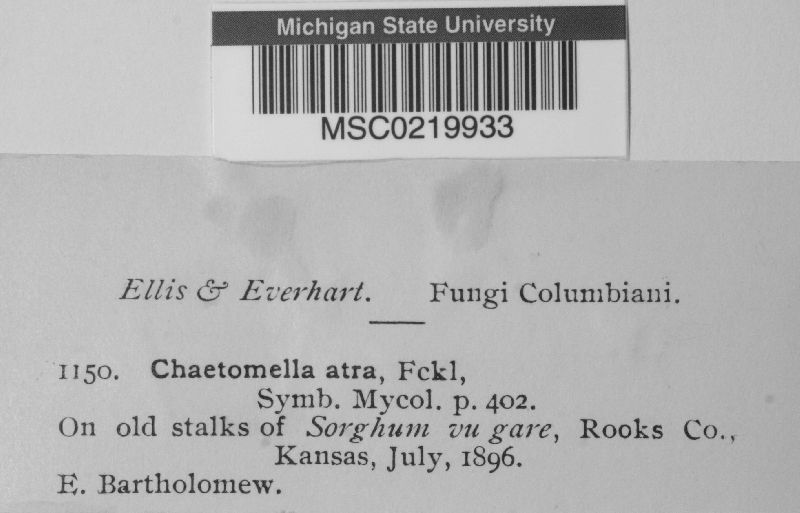 Michigan State University
MSC0219933
Ellis & Everhart. Fungi Columbiani.
1150. Chaetomella atra, Fckl,
Symb. Mycol. p. 402.
On old stalks of Sorghum vu gare, Rooks Co.,
Kansas, July, 1896.
E. Bartholomew.